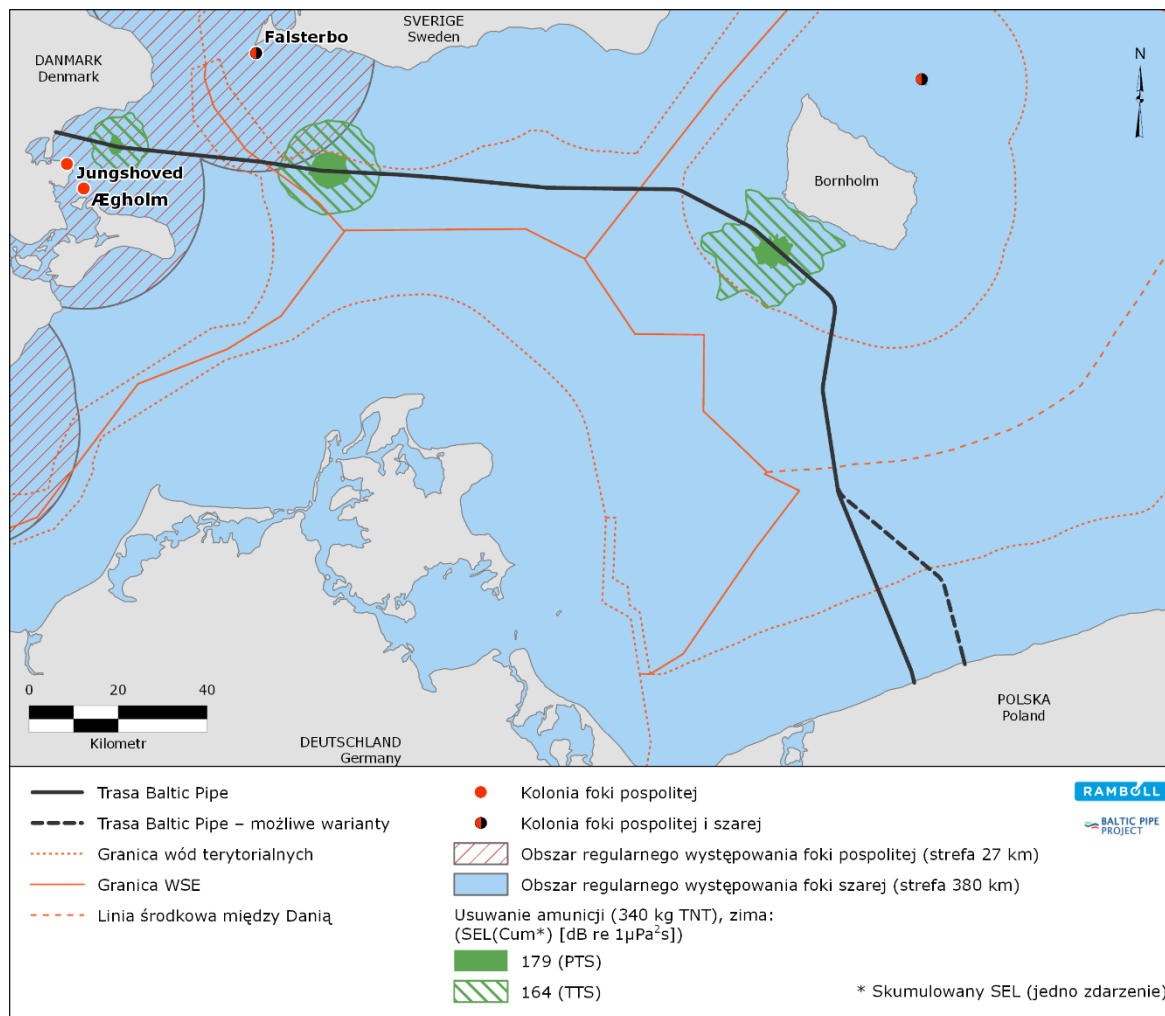 SVERIGE
Sweden
Falsterbo
DANMARK
Denmark
N
Jungshoved
Ægholm
Bornholm
0 20 40
Kilometr
DEUTSCHLAND
Germany
POLSKA
Poland
Trasa Baltic Pipe
Trasa Baltic Pipe – możliwe warianty
Granica wód terytorialnych
Granica WSE
Linia środkowa między Danią
Kolonia foki pospolitej
Kolonia foki pospolitej i szarej
Obszar regularnego występowania foki pospolitej (strefa 27 km)
Obszar regularnego występowania foki szarej (strefa 380 km)
Usuwanie amunicji (340 kg TNT), zima:
(SEL(Cum*) [dB re 1µPa²s])
179 (PTS)
164 (TTS)
RAMBOLL
BALTIC PIPE
PROJECT
* Skumulowany SEL (jedno zdarzenie)